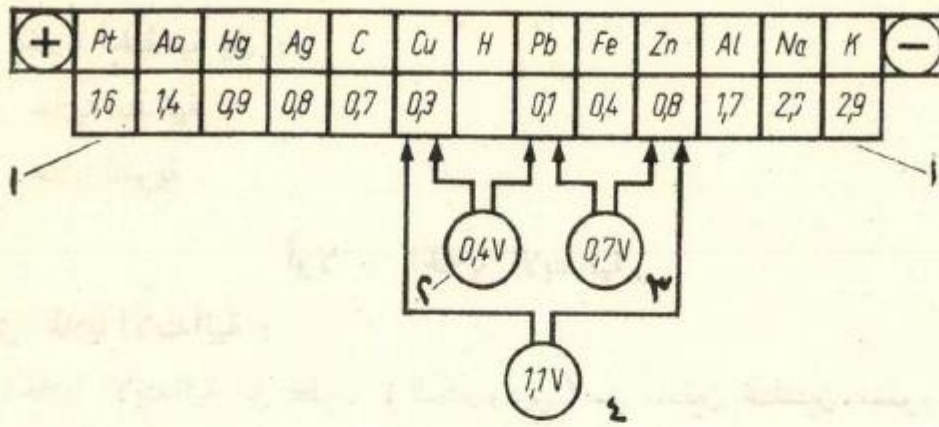 + Pt Au Hg Ag C Cu H Pb Fe Zn Al Na K −
1,6 1,4 0,9 0,8 0,7 0,3 0,1 0,4 0,8 1,7 2,7 2,9
١ ١
0,4V 0,7V
٢ ٣
1,1V
٤